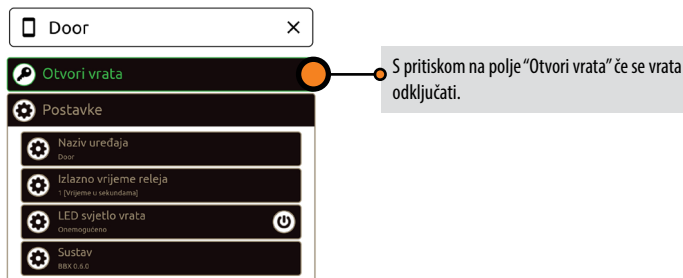 Door
Otvori vrata
S pritiskom na polje “Otvori vrata” če se vrata
odključati.
Postavke
Naziv uređaja
Door
Izlazno vrijeme releja
1 [Vrijeme u sekundama]
LED svjetlo vrata
Onemogućeno
Sustav
BBX 0.6.0